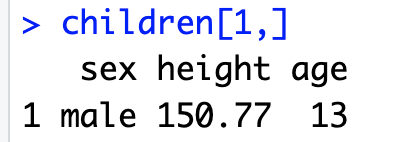 > children[1,]
sex height age
1 male 150.77 13